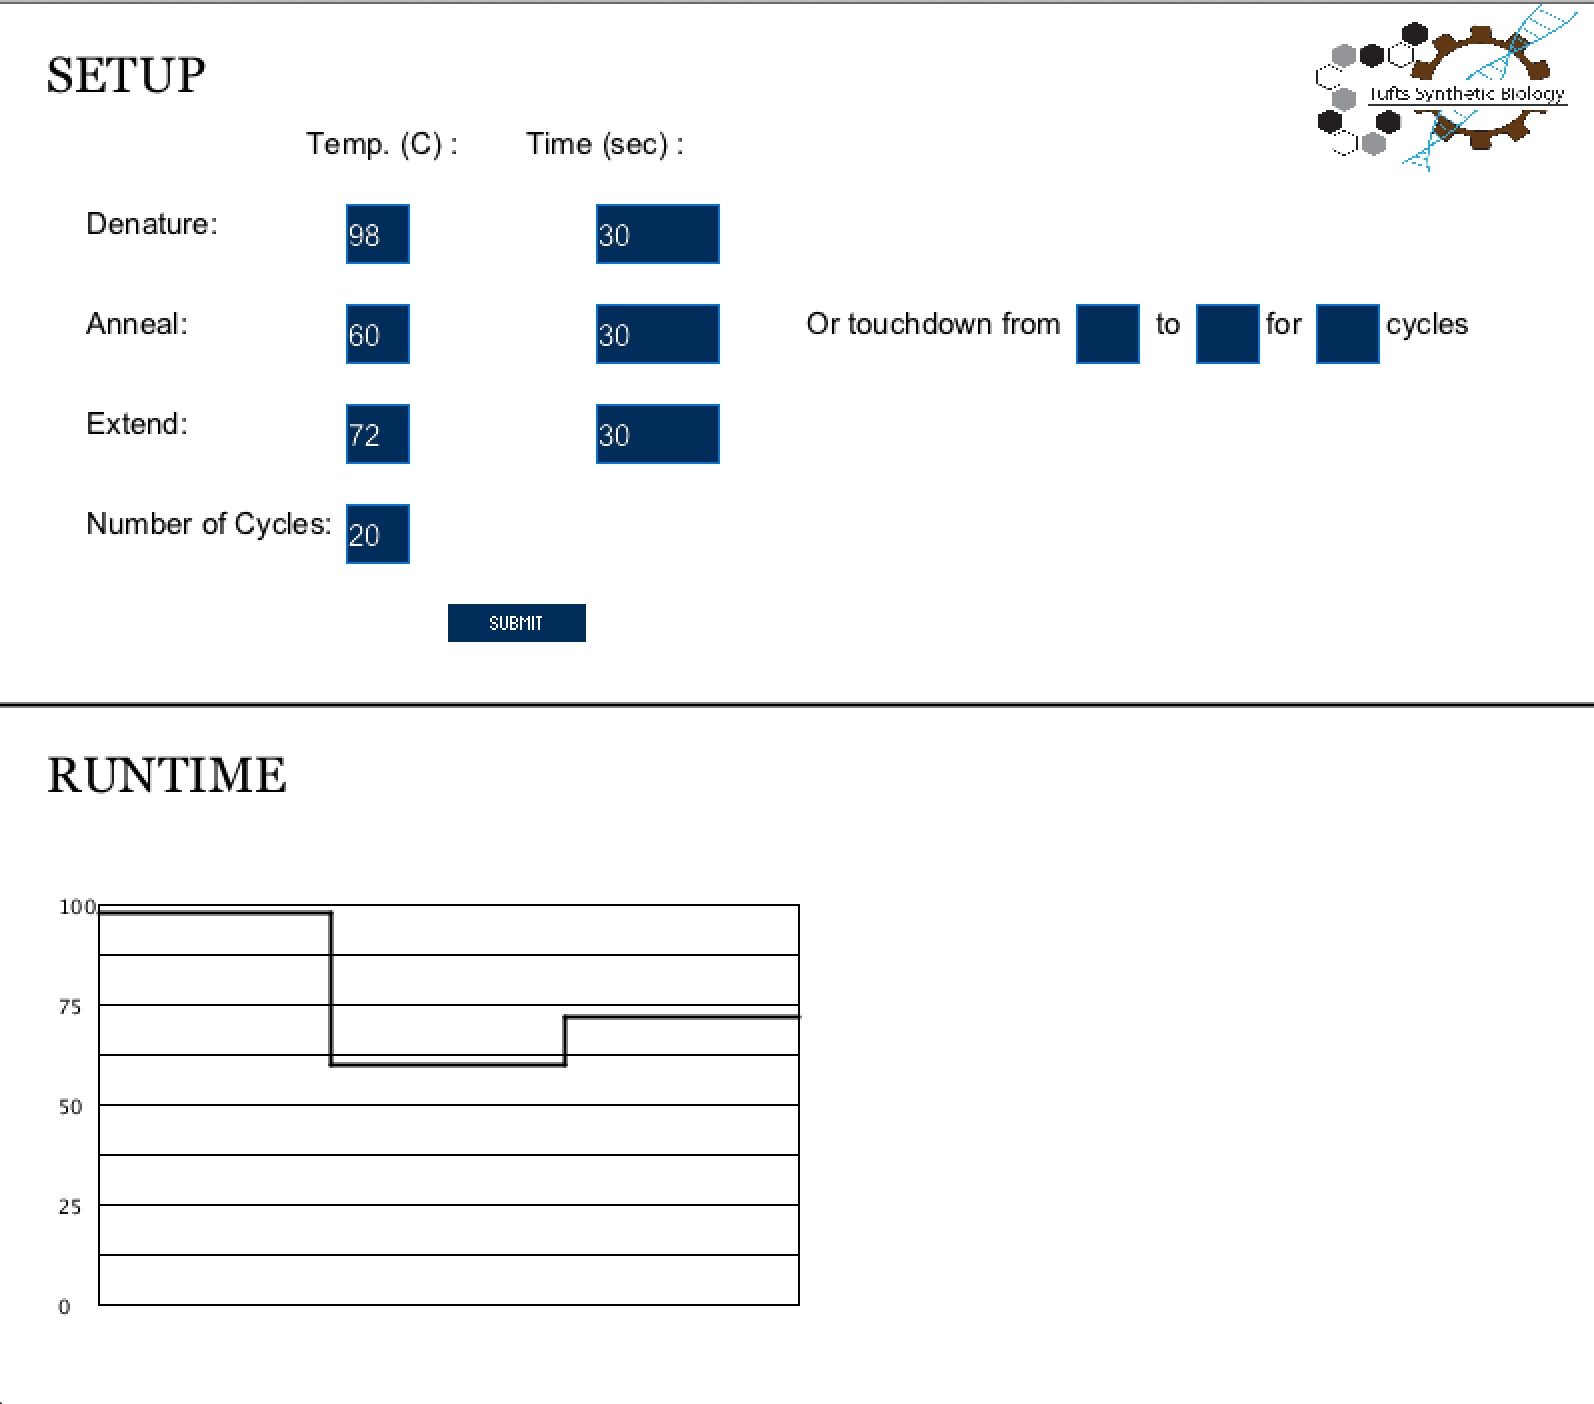 SETUP
Tufts Synthetic Biology
Temp. (C) : Time (sec) :
Denature: 98 30
Anneal: 60 30 Or touchdown from to for cycles
Extend: 72 30
Number of Cycles: 20
SUBMIT
RUNTIME
100
75
50
25
0